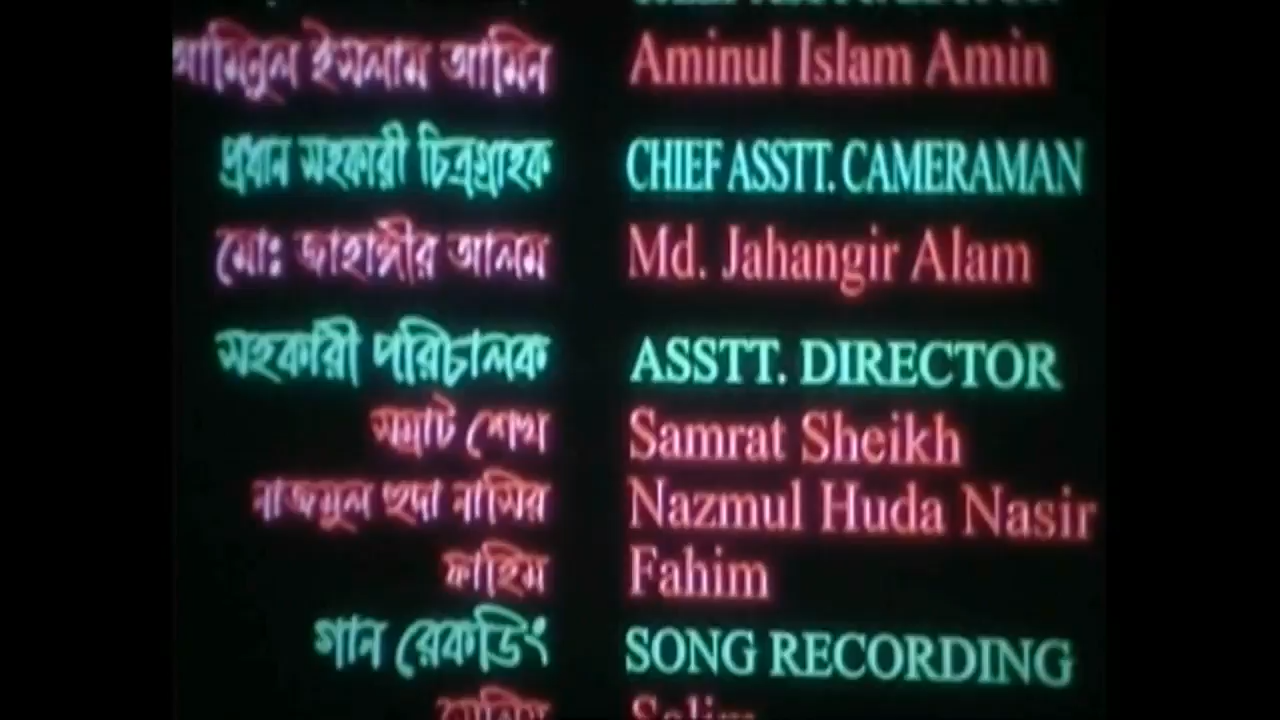 আমিনুল ইসলাম আমিন Aminul Islam Amin
প্রধান সহকারী চিত্রগ্রাহক CHIEF ASSTT. CAMERAMAN
মোঃ জাহাঙ্গীর আলম Md. Jahangir Alam
সহকারী পরিচালক ASSTT. DIRECTOR
সম্রাট শেখ Samrat Sheikh
নাজমুল হুদা নাসির Nazmul Huda Nasir
ফাহিম Fahim
গান রেকর্ডিং SONG RECORDING
সেলিম Selim